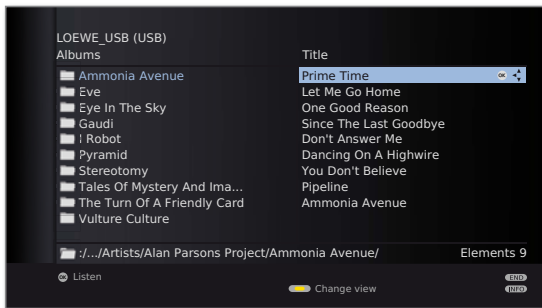 LOEWE_USB (USB)
Albums
Title
Ammonia Avenue
Prime Time
OK
Eve
Let Me Go Home
Eye In The Sky
One Good Reason
Gaudi
Since The Last Goodbye
I Robot
Don't Answer Me
Pyramid
Dancing On A Highwire
Stereotomy
You Don't Believe
Tales Of Mystery And Ima...
Pipeline
The Turn Of A Friendly Card
Ammonia Avenue
Vulture Culture
:/.../Artists/Alan Parsons Project/Ammonia Avenue/
Elements 9
OK Listen
END
Change view
INFO